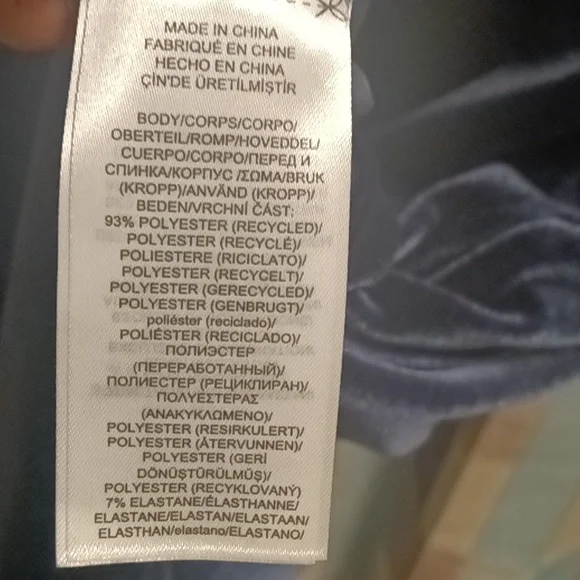 MADE IN CHINA
FABRIQUÉ EN CHINE
HECHO EN CHINA
ÇİN'DE ÜRETİLMİŞTİR
BODY/CORPS/CORPO/
OBERTEIL/ROMP/HOVEDDEL/
CUERPO/CORPO/ПЕРЕД И
СПИНКА/КОРПУС /ΣΩΜΑ/BRUK
(KROPP)/ANVÄND (KROPP)/
BEDEN/VRCHNÍ ČÁST:
93% POLYESTER (RECYCLED)/
POLYESTER (RECYCLÉ)/
POLIESTERE (RICICLATO)/
POLYESTER (RECYCELT)/
POLYESTER (GERECYCLED)/
POLYESTER (GENBRUGT)/
poliéster (reciclado)/
POLIÉSTER (RECICLADO)/
ПОЛИЭСТЕР
(ПЕРЕРАБОТАННЫЙ)/
ПОЛИЕСТЕР (РЕЦИКЛИРАН)/
ΠΟΛΥΕΣΤΕΡΑΣ
(ΑΝΑΚΥΚΛΩΜΕΝΟ)/
POLYESTER (RESIRKULERT)/
POLYESTER (ÅTERVUNNEN)/
POLYESTER (GERİ
DÖNÜŞTÜRÜLMÜŞ)/
POLYESTER (RECYKLOVANÝ)
7% ELASTANE/ÉLASTHANNE/
ELASTANE/ELASTAN/ELASTAAN/
ELASTHAN/elastano/ELASTANO/